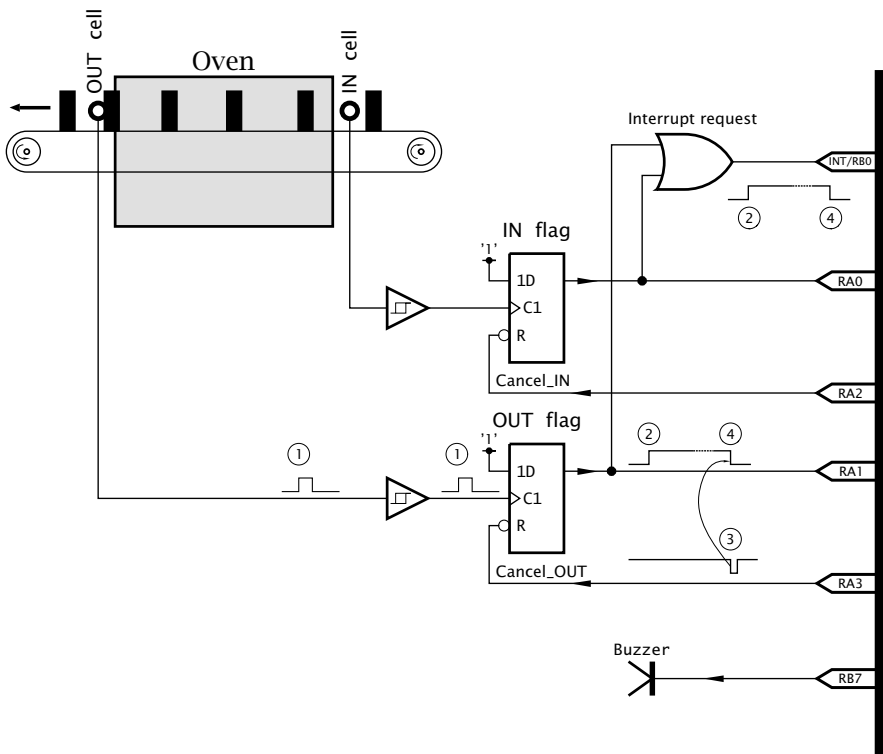 OUT cell
Oven
IN cell
Interrupt request
INT/RB0
2
4
IN flag
'1'
1D
C1
R
RA0
Cancel_IN
RA2
OUT flag
'1'
2
4
1
1
1D
C1
R
RA1
3
Cancel_OUT
RA3
Buzzer
RB7